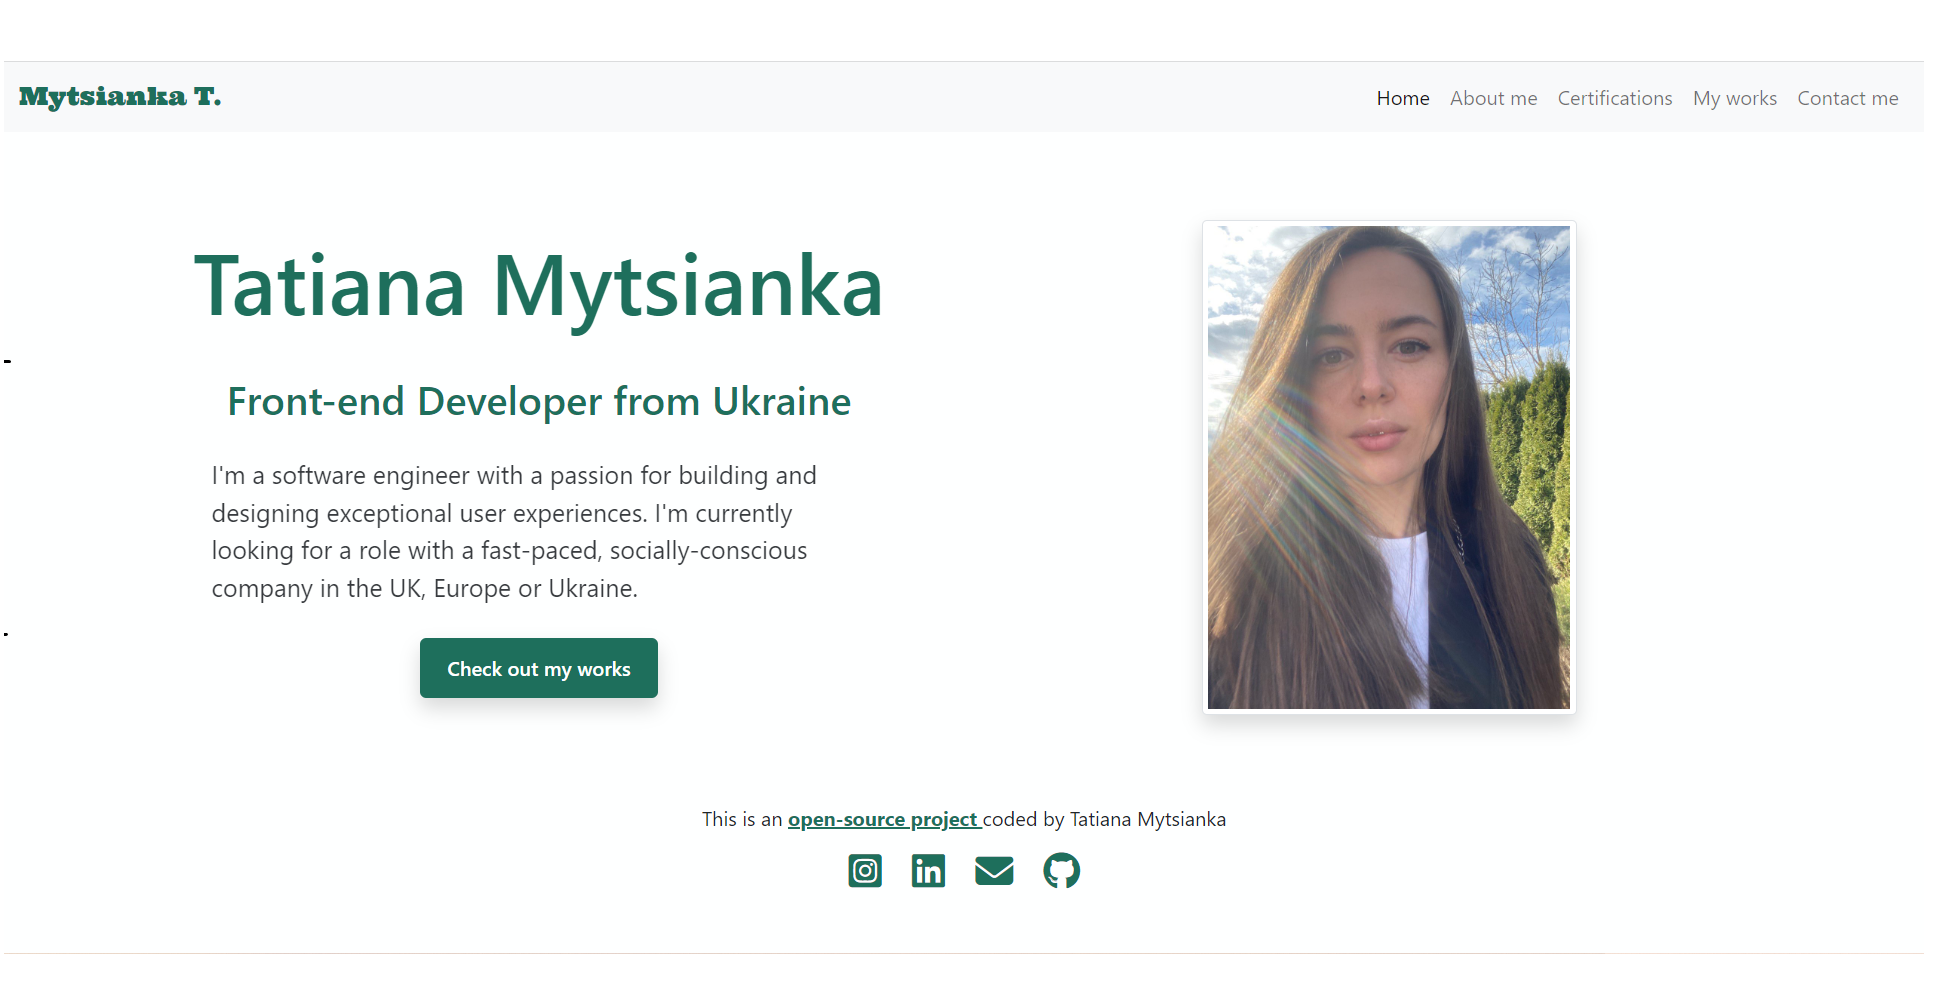 Mytsianka T.
Home About me Certifications My works Contact me
Tatiana Mytsianka
Front-end Developer from Ukraine
I'm a software engineer with a passion for building and
designing exceptional user experiences. I'm currently
looking for a role with a fast-paced, socially-conscious
company in the UK, Europe or Ukraine.
Check out my works
This is an open-source project coded by Tatiana Mytsianka
in